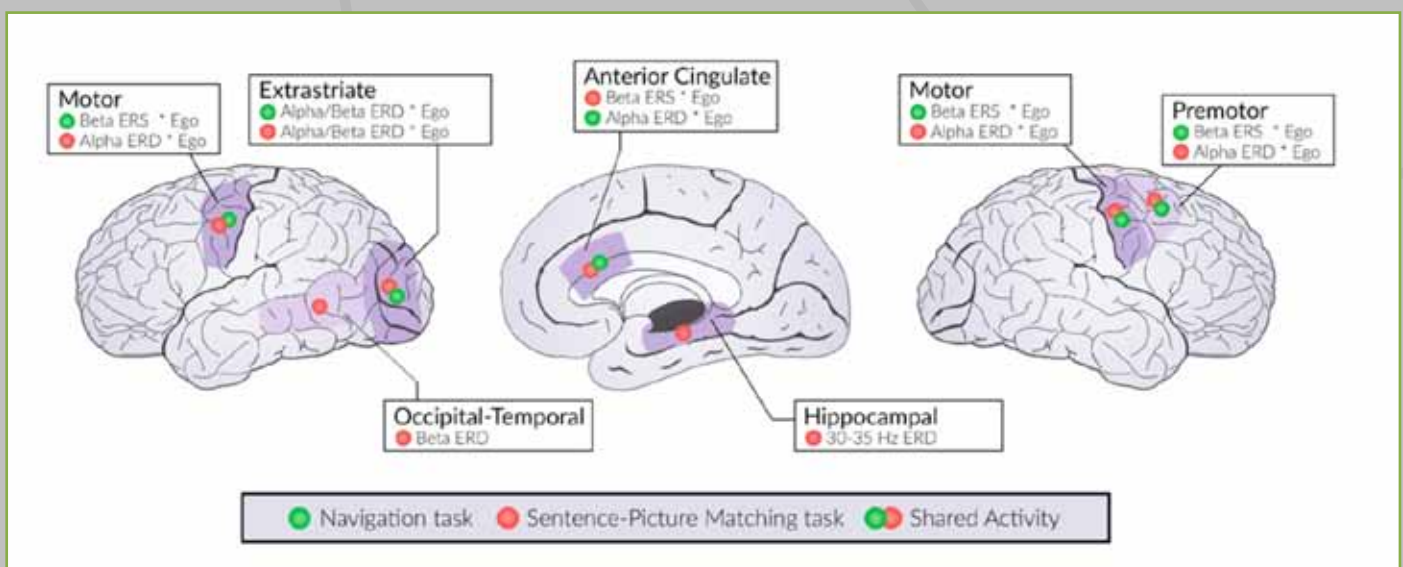 Motor
Beta ERS * Ego
Alpha ERD * Ego
Extrastriate
Alpha/Beta ERD * Ego
Alpha/Beta ERD * Ego
Anterior Cingulate
Beta ERS * Ego
Alpha ERD * Ego
Motor
Beta ERS * Ego
Alpha ERD * Ego
Premotor
Beta ERS * Ego
Alpha ERD * Ego
Occipital-Temporal
Beta ERD
Hippocampal
30-35 Hz ERD
Navigation task Sentence-Picture Matching task Shared Activity